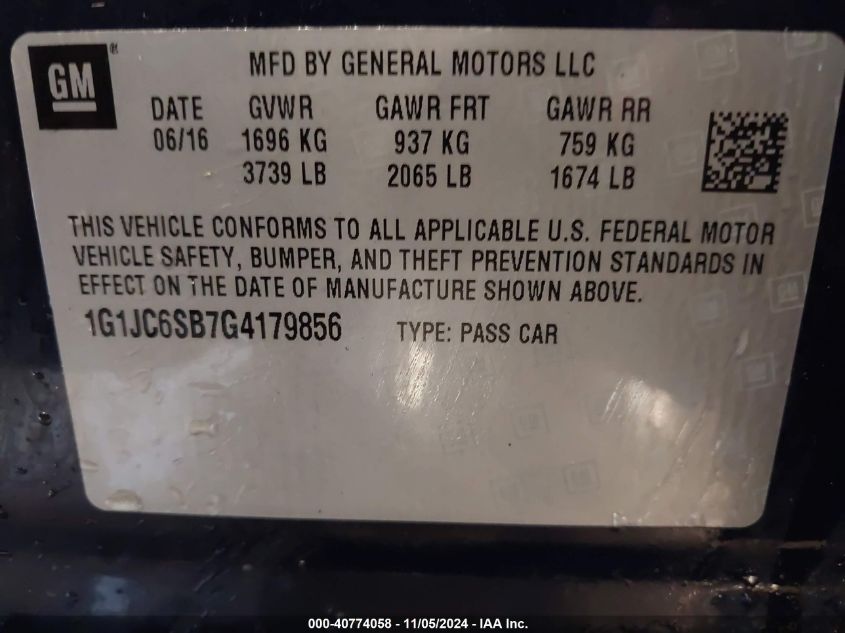 GM®
MFD BY GENERAL MOTORS LLC
DATE GVWR GAWR FRT GAWR RR
06/16 1696 KG 937 KG 759 KG
3739 LB 2065 LB 1674 LB
THIS VEHICLE CONFORMS TO ALL APPLICABLE U.S. FEDERAL MOTOR
VEHICLE SAFETY, BUMPER, AND THEFT PREVENTION STANDARDS IN
EFFECT ON THE DATE OF MANUFACTURE SHOWN ABOVE.
1G1JC6SB7G4179856 TYPE: PASS CAR
000-40774058 - 11/05/2024 - IAA Inc.